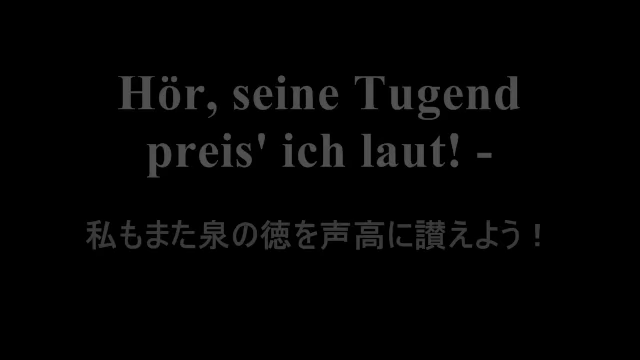 Hör, seine Tugend
preis' ich laut! -
私もまた泉の徳を声高に讃えよう！